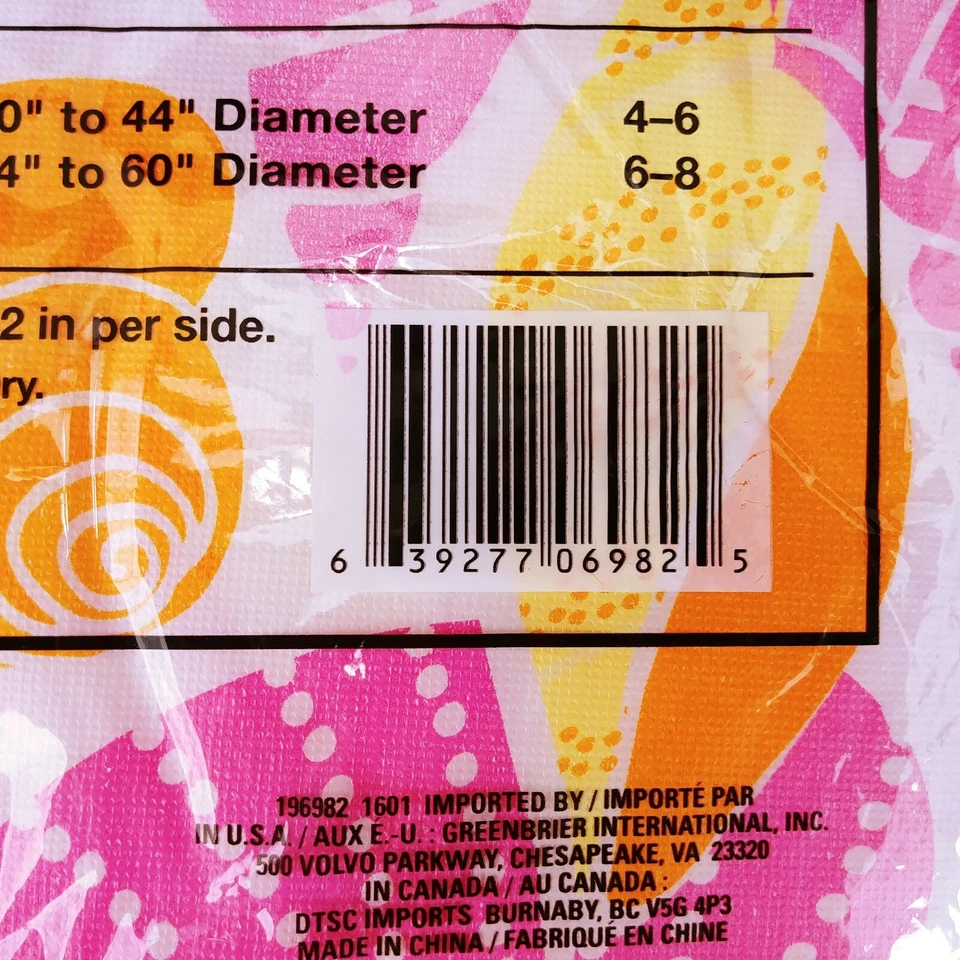 0" to 44" Diameter 4–6
4" to 60" Diameter 6–8
2 in per side.
ry.
6 39277 06982 5
196982 1601 IMPORTED BY / IMPORTÉ PAR
IN U.S.A. / AUX É.-U. : GREENBRIER INTERNATIONAL, INC.
500 VOLVO PARKWAY, CHESAPEAKE, VA 23320
IN CANADA / AU CANADA :
DTSC IMPORTS BURNABY, BC V5G 4P3
MADE IN CHINA / FABRIQUÉ EN CHINE